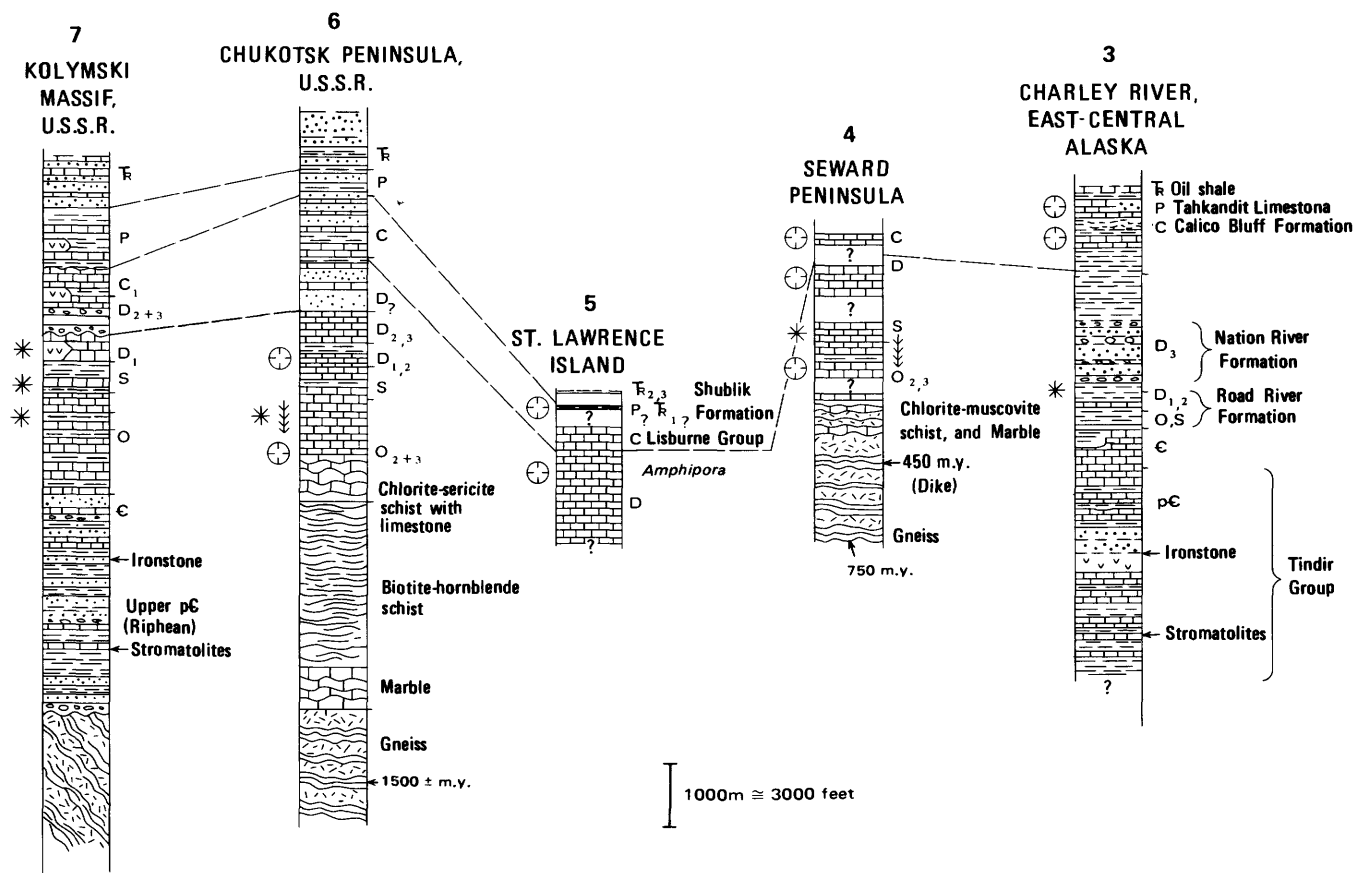 7
KOLYMSKI
MASSIF,
U.S.S.R.
TR
P
C1
D2+3
D1
S
O
Є
Ironstone
Upper pЄ
(Riphean)
Stromatolites
6
CHUKOTSK PENINSULA,
U.S.S.R.
TR
P
C
D?
D2,3
D1,2
S
O2+3
Chlorite-sericite
schist with
limestone
Biotite-hornblende
schist
Marble
Gneiss
1500 ± m.y.
5
ST. LAWRENCE
ISLAND
TR2,3 Shublik
P? TR1? Formation
?
C Lisburne Group
Amphipora
D
?
1000m ≅ 3000 feet
4
SEWARD
PENINSULA
C
?
D
?
S
O2,3
?
Chlorite-muscovite
schist, and Marble
450 m.y.
(Dike)
Gneiss
750 m.y.
3
CHARLEY RIVER,
EAST-CENTRAL
ALASKA
TR Oil shale
P Tahkandit Limestona
C Calico Bluff Formation
D3 Nation River
Formation
D1,2 Road River
O,S Formation
Є
pЄ
Ironstone
Tindir
Group
Stromatolites
?